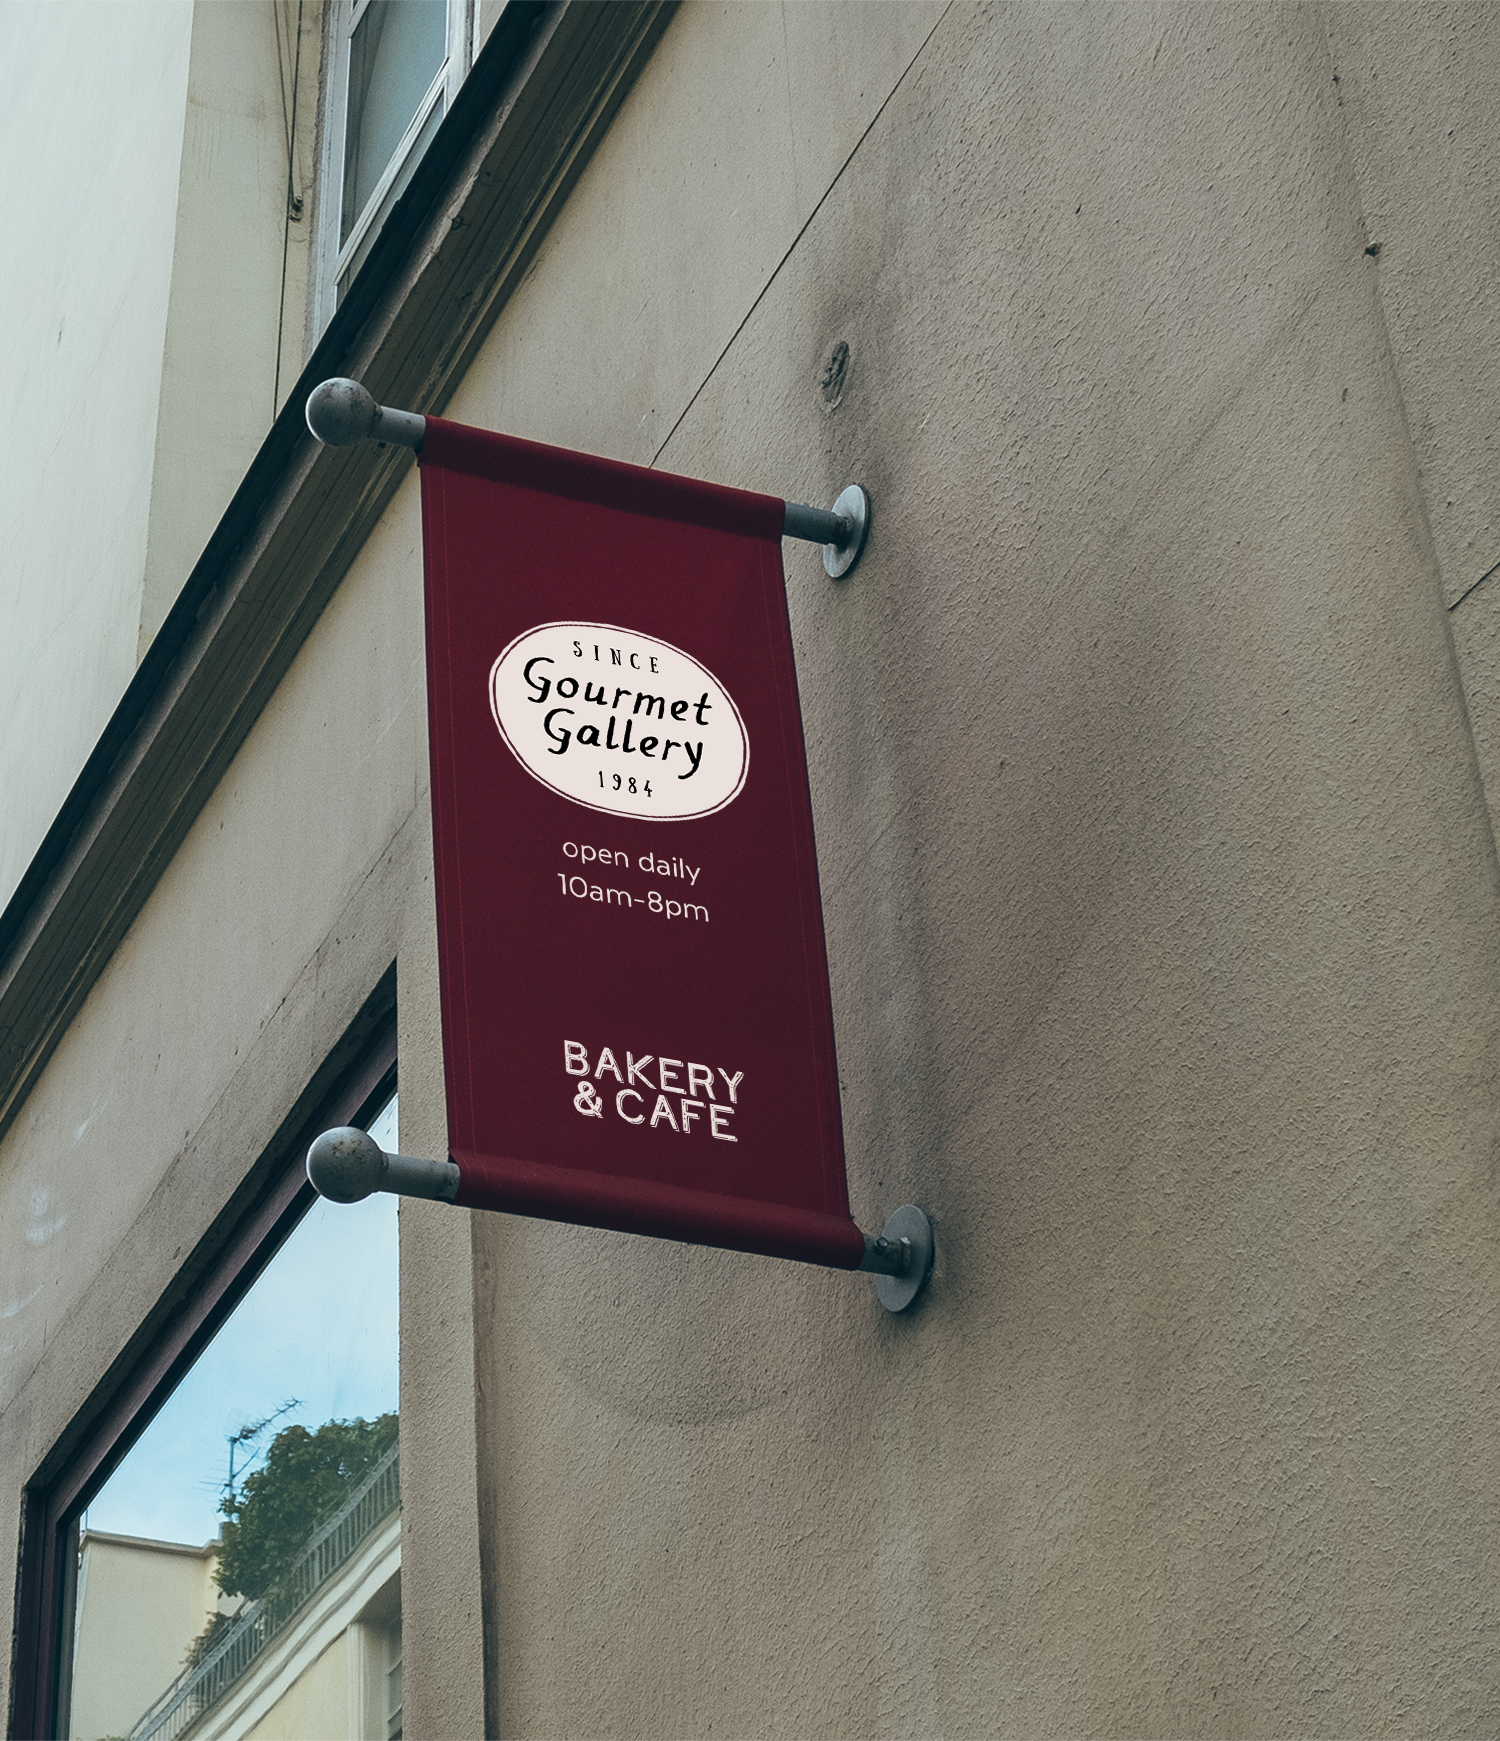 SINCE
Gourmet
Gallery
1984
open daily
10am-8pm
BAKERY
& CAFE